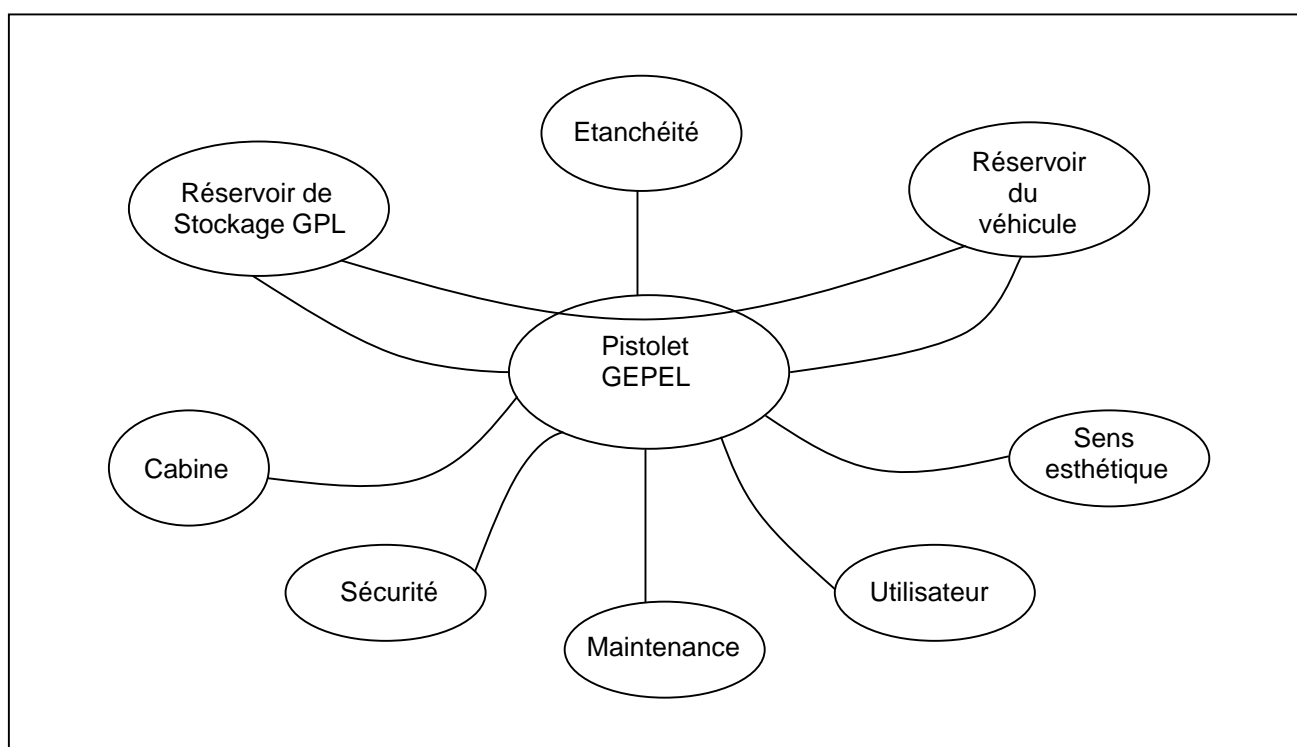 Etanchéité
Réservoir de
Stockage GPL
Réservoir
du
véhicule
Pistolet
GEPEL
Cabine
Sens
esthétique
Sécurité
Utilisateur
Maintenance